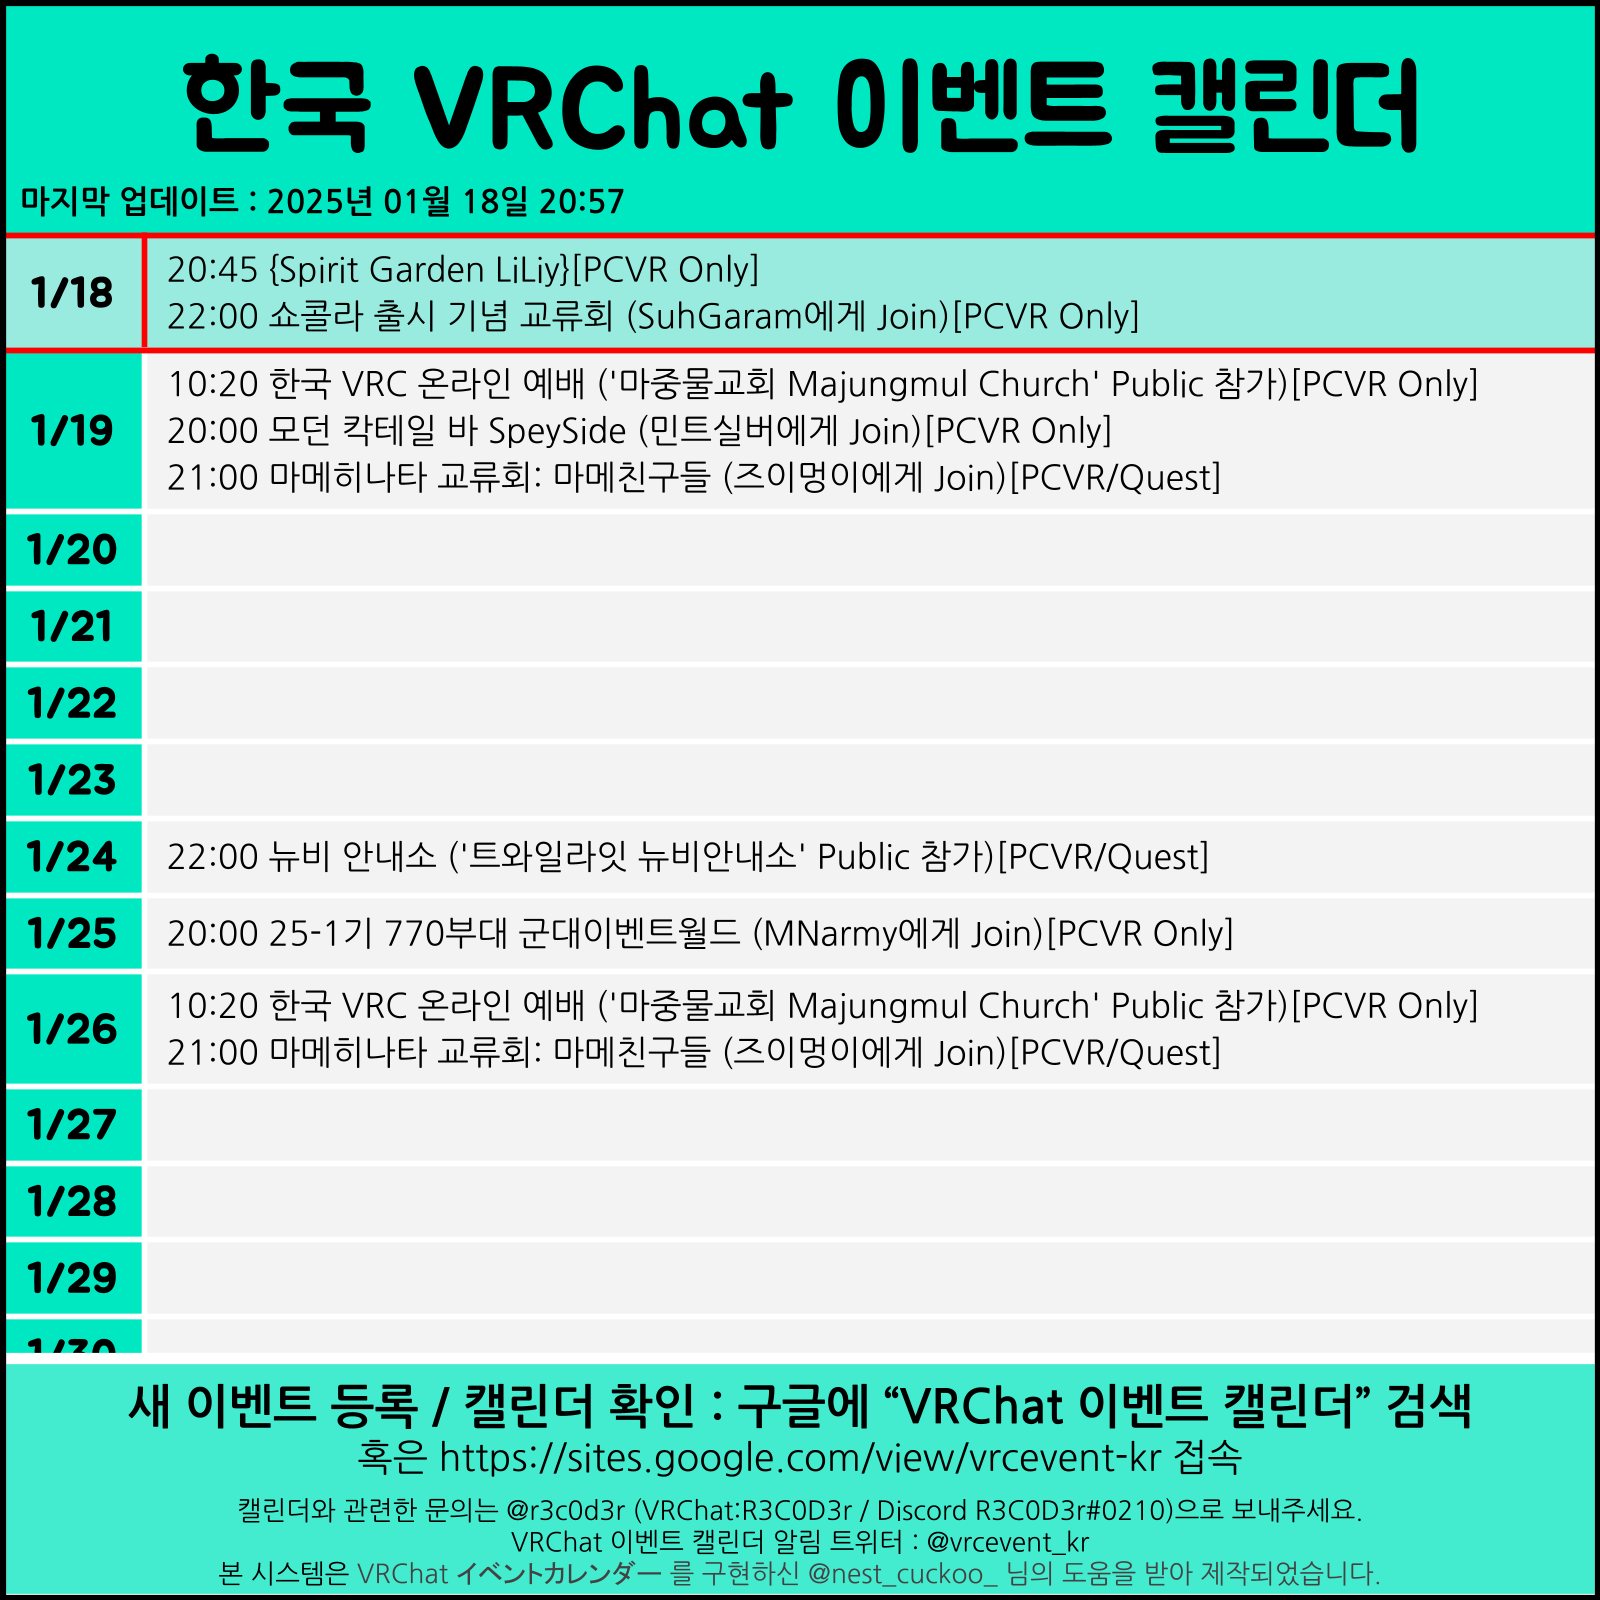 한국 VRChat 이벤트 캘린더
마지막 업데이트 : 2025년 01월 18일 20:57
1/18
20:45 {Spirit Garden LiLiy}[PCVR Only]
22:00 쇼콜라 출시 기념 교류회 (SuhGaram에게 Join)[PCVR Only]
1/19
10:20 한국 VRC 온라인 예배 ('마중물교회 Majungmul Church' Public 참가)[PCVR Only]
20:00 모던 칵테일 바 SpeySide (민트실버에게 Join)[PCVR Only]
21:00 마메히나타 교류회: 마메친구들 (즈이멍이에게 Join)[PCVR/Quest]
1/20
1/21
1/22
1/23
1/24
22:00 뉴비 안내소 ('트와일라잇 뉴비안내소' Public 참가)[PCVR/Quest]
1/25
20:00 25-1기 770부대 군대이벤트월드 (MNarmy에게 Join)[PCVR Only]
1/26
10:20 한국 VRC 온라인 예배 ('마중물교회 Majungmul Church' Public 참가)[PCVR Only]
21:00 마메히나타 교류회: 마메친구들 (즈이멍이에게 Join)[PCVR/Quest]
1/27
1/28
1/29
1/30
새 이벤트 등록 / 캘린더 확인 : 구글에 “VRChat 이벤트 캘린더” 검색
혹은 https://sites.google.com/view/vrcevent-kr 접속
캘린더와 관련한 문의는 @r3c0d3r (VRChat:R3C0D3r / Discord R3C0D3r#0210)으로 보내주세요.
VRChat 이벤트 캘린더 알림 트위터 : @vrcevent_kr
본 시스템은 VRChat イベントカレンダー 를 구현하신 @nest_cuckoo_ 님의 도움을 받아 제작되었습니다.